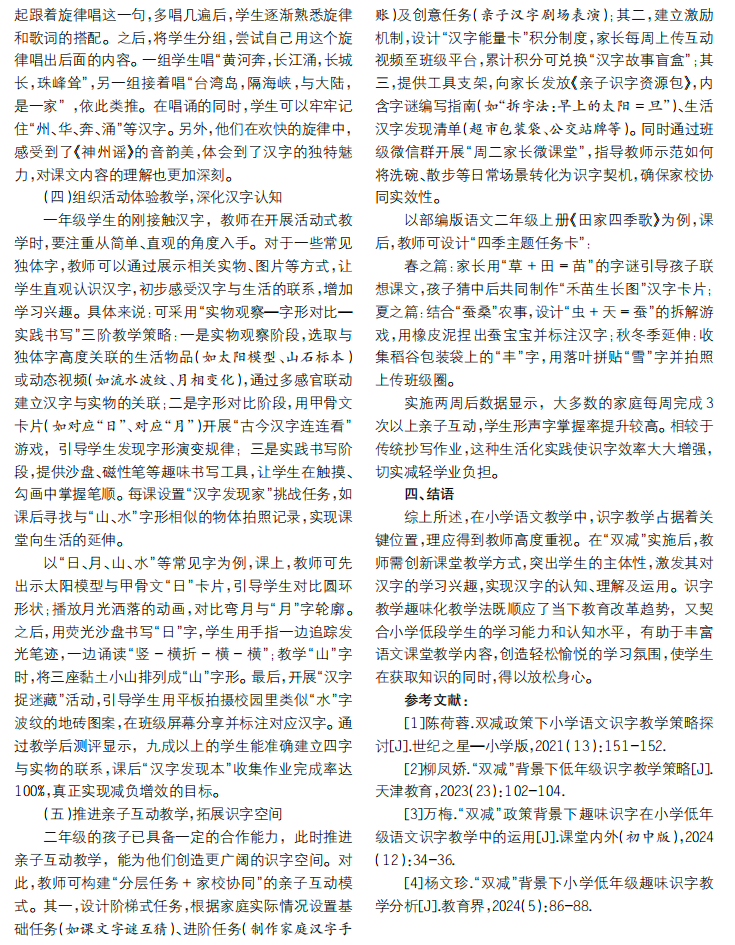 起跟着旋律唱这一句，多唱几遍后，学生逐渐熟悉旋律
和歌词的搭配。之后，将学生分组，尝试自己用这个旋
律唱出后面的内容。一组学生唱“黄河奔，长江涌，长城
长，珠峰耸”，另一组接着唱“台湾岛，隔海峡，与大陆，
是一家”，依此类推。在唱诵的同时，学生可以牢牢记
住“州、华、奔、涌”等汉字。另外，他们在欢快的旋律中，
感受到了《神州谣》的音韵美，体会到了汉字的独特魅
力，对课文内容的理解也更加深刻。
(四)组织活动体验教学，深化汉字认知
一年级学生的刚接触汉字，教师在开展活动式教
学时，要注重从简单、直观的角度入手。对于一些常见
独体字，教师可以通过展示相关实物、图片等方式，让
学生直观认识汉字，初步感受汉字与生活的联系，增加
学习兴趣。具体来说：可采用“实物观察—字形对比—
实践书写”三阶教学策略：一是实物观察阶段，选取与
独体字高度关联的生活物品(如太阳模型、山石标本)
或动态视频(如流水波纹、月相变化)，通过多感官联动
建立汉字与实物的关联；二是字形对比阶段，用甲骨文
卡片(如对应“日”、对应“月”)开展“古今汉字连连看”
游戏，引导学生发现字形演变规律；三是实践书写阶
段，提供沙盘、磁性笔等趣味书写工具，让学生在触摸、
勾画中掌握笔顺。每课设置“汉字发现家”挑战任务，如
课后寻找与“山、水”字形相似的物体拍照记录，实现课
堂向生活的延伸。
以“日、月、山、水”等常见字为例，课上，教师可先
出示太阳模型与甲骨文“日”卡片，引导学生对比圆环
形状；播放月光洒落的动画，对比弯月与“月”字轮廓。
之后，用荧光沙盘书写“日”字，学生用手指一边追踪发
光笔迹，一边诵读“竖－横折－横－横”；教学“山”字
时，将三座黏土小山排列成“山”字形。最后，开展“汉字
捉迷藏”活动，引导学生用平板拍摄校园里类似“水”字
波纹的地砖图案，在班级屏幕分享并标注对应汉字。通
过教学后测评显示，九成以上的学生能准确建立四字
与实物的联系，课后“汉字发现本”收集作业完成率达
100%，真正实现减负增效的目标。
(五)推进亲子互动教学，拓展识字空间
二年级的孩子已具备一定的合作能力，此时推进
亲子互动教学，能为他们创造更广阔的识字空间。对
此，教师可构建“分层任务＋家校协同”的亲子互动模
式。其一，设计阶梯式任务，根据家庭实际情况设置基
础任务(如课文字谜互猜)、进阶任务(制作家庭汉字手
账)及创意任务(亲子汉字剧场表演)；其二，建立激励
机制，设计“汉字能量卡”积分制度，家长每周上传互动
视频至班级平台，累计积分可兑换“汉字故事盲盒”；其
三，提供工具支架，向家长发放《亲子识字资源包》，内
含字谜编写指南(如“拆字法：早上的太阳＝旦”)、生活
汉字发现清单(超市包装袋、公交站牌等)。同时通过班
级微信群开展“周二家长微课堂”，指导教师示范如何
将洗碗、散步等日常场景转化为识字契机，确保家校协
同实效性。
以部编版语文二年级上册《田家四季歌》为例，课
后，教师可设计“四季主题任务卡”：
春之篇：家长用“草＋田＝苗”的字谜引导孩子联
想课文，孩子猜中后共同制作“禾苗生长图”汉字卡片；
夏之篇：结合“蚕桑”农事，设计“虫＋天＝蚕”的拆解游
戏，用橡皮泥捏出蚕宝宝并标注汉字；秋冬季延伸：收
集稻谷包装袋上的“丰”字，用落叶拼贴“雪”字并拍照
上传班级圈。
实施两周后数据显示，大多数的家庭每周完成3
次以上亲子互动，学生形声字掌握率提升较高。相较于
传统抄写作业，这种生活化实践使识字效率大大增强，
切实减轻学业负担。
四、结语
综上所述，在小学语文教学中，识字教学占据着关
键位置，理应得到教师高度重视。在“双减”实施后，教
师需创新课堂教学方式，突出学生的主体性，激发其对
汉字的学习兴趣，实现汉字的认知、理解及运用。识字
教学趣味化教学法既顺应了当下教育改革趋势，又契
合小学低段学生的学习能力和认知水平，有助于丰富
语文课堂教学内容，创造轻松愉悦的学习氛围，使学生
在获取知识的同时，得以放松身心。
参考文献：
[1]陈荷蓉.双减政策下小学语文识字教学策略探
讨[J].世纪之星—小学版,2021(13):151-152.
[2]柳凤娇.“双减”背景下低年级识字教学策略[J].
天津教育,2023(23):102-104.
[3]万梅.“双减”政策背景下趣味识字在小学低年
级语文识字教学中的运用[J].课堂内外(初中版),2024
(12):34-36.
[4]杨文珍.“双减”背景下小学低年级趣味识字教
学分析[J].教育界,2024(5):86-88.